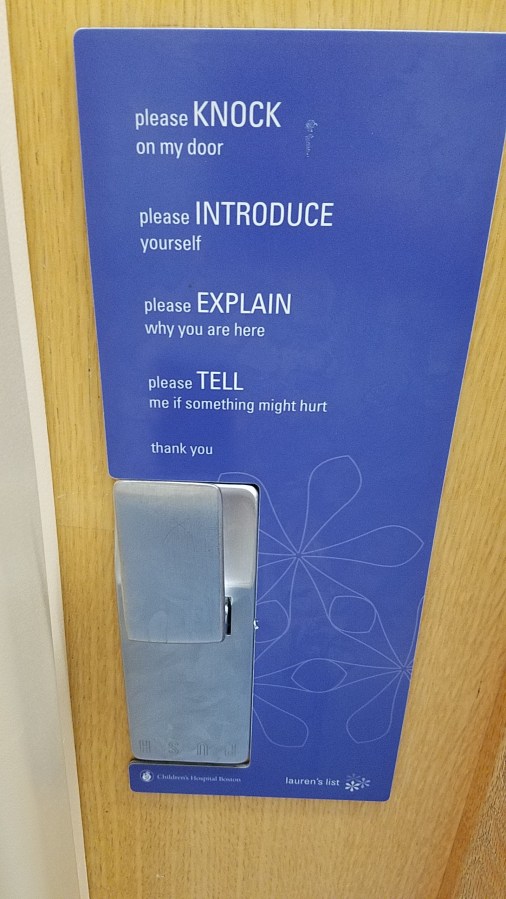 please KNOCK
on my door
please INTRODUCE
yourself
please EXPLAIN
why you are here
please TELL
me if something might hurt
thank you
Children's Hospital Boston
lauren's list